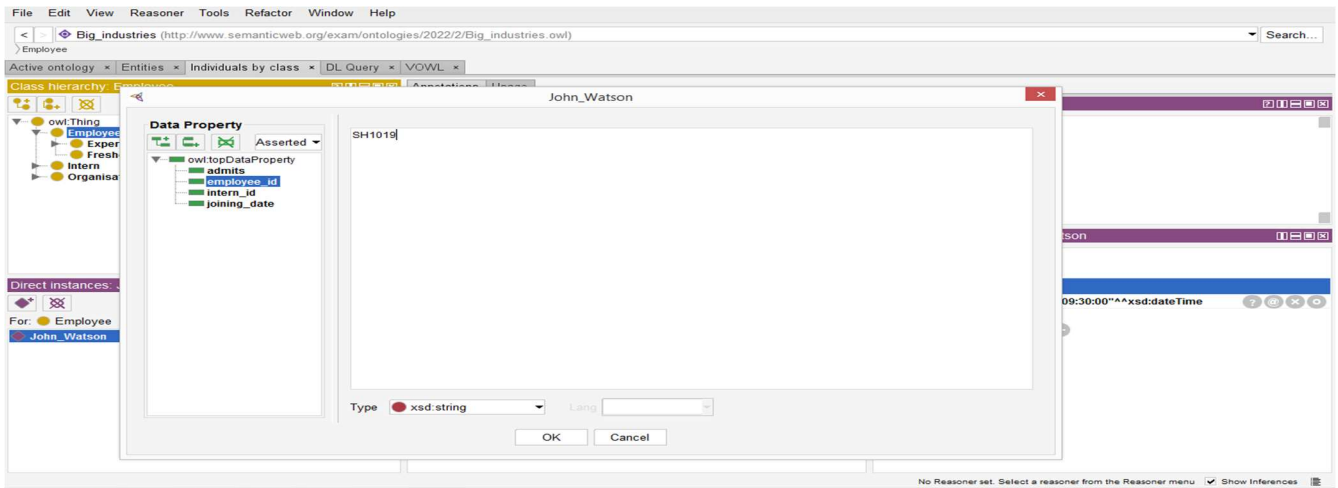 File Edit View Reasoner Tools Refactor Window Help
< > Big_industries (http://www.semanticweb.org/exam/ontologies/2022/2/Big_industries.owl) Search...
Employee
Active ontology × Entities × Individuals by class × DL Query × VOWL ×
Class hierarchy: Employee
Annotations Usage
John_Watson
owl:Thing
Employee
Exper
Fresh
Intern
Organisa
Data Property
Asserted
owl:topDataProperty
admits
employee_id
intern_id
joining_date
SH1019
Type xsd:string Lang
OK Cancel
Direct instances: J
For: Employee
John_Watson
tson
09:30:00"^^xsd:dateTime
No Reasoner set. Select a reasoner from the Reasoner menu Show Inferences